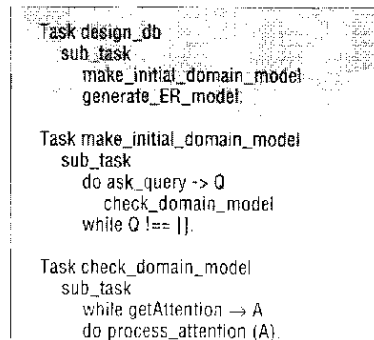 Task design_db
sub_task
make_initial_domain_model
generate_ER_model;
Task make_initial_domain_model
sub_task
do ask_query -> Q
check_domain_model
while Q !== [].
Task check_domain_model
sub_task
while getAttention → A
do process_attention (A).